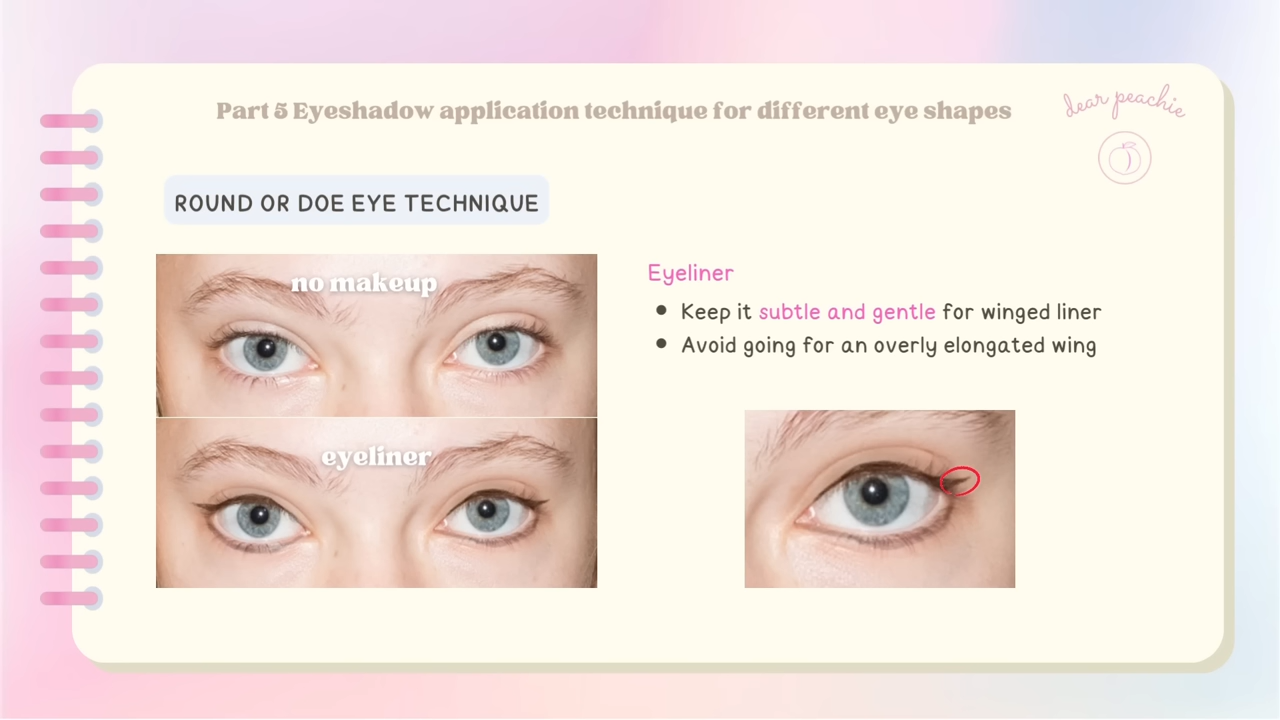 Part 5 Eyeshadow application technique for different eye shapes
dear peachie
ROUND OR DOE EYE TECHNIQUE
no makeup
eyeliner
Eyeliner
• Keep it subtle and gentle for winged liner
• Avoid going for an overly elongated wing